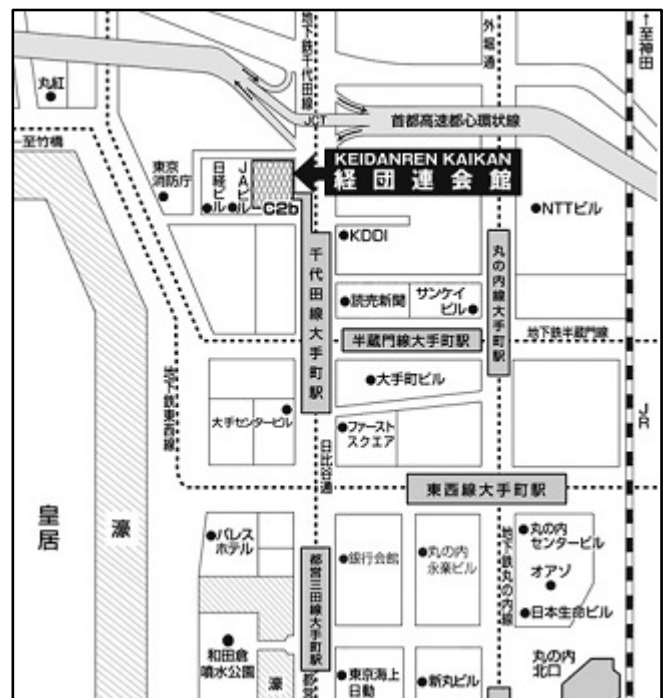 地下鉄千代田線
外堀通
↑至神田
丸紅
JCT
首都高速都心環状線
←至竹橋
東京
消防庁
日経ビル
JAビル
C2b
KEIDANREN KAIKAN
経団連会館
NTTビル
KDDI
千代田線大手町駅
丸の内線大手町駅
読売新聞
サンケイ
ビル
半蔵門線大手町駅
地下鉄半蔵門線
大手町ビル
地下鉄東西線
大手センタービル
ファースト
スクエア
JR
日比谷通
東西線大手町駅
皇居
濠
パレス
ホテル
都営三田線大手町駅
銀行会館
丸の内
永楽ビル
地下鉄丸の内線
丸の内
センタービル
オアゾ
日本生命ビル
和田倉
噴水公園
濠
都営
東京海上
日動
新丸ビル
丸の内
北口